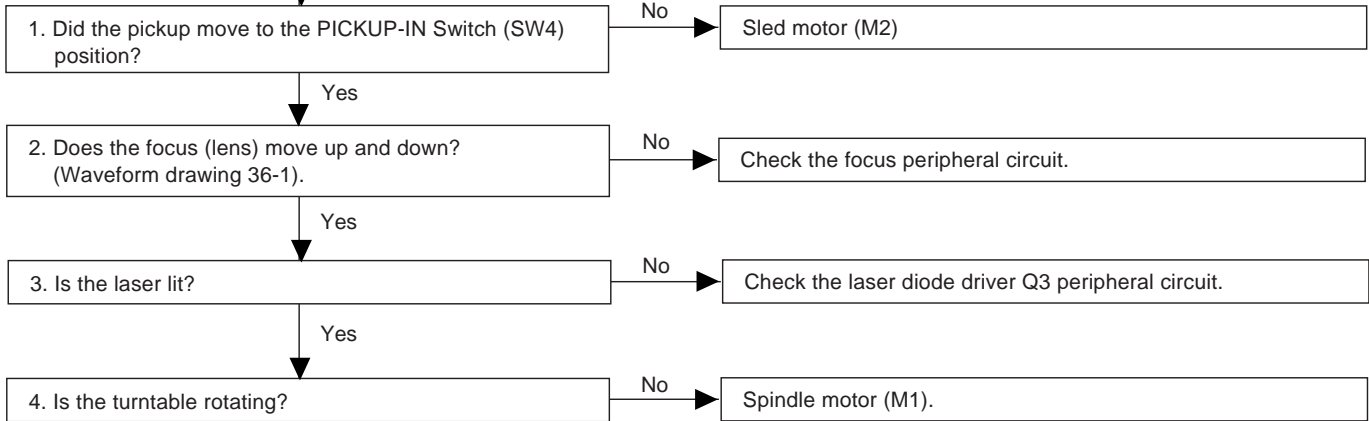 1. Did the pickup move to the PICKUP-IN Switch (SW4)
position?
No
Sled motor (M2)
Yes
2. Does the focus (lens) move up and down?
(Waveform drawing 36-1).
No
Check the focus peripheral circuit.
Yes
3. Is the laser lit?
No
Check the laser diode driver Q3 peripheral circuit.
Yes
4. Is the turntable rotating?
No
Spindle motor (M1).